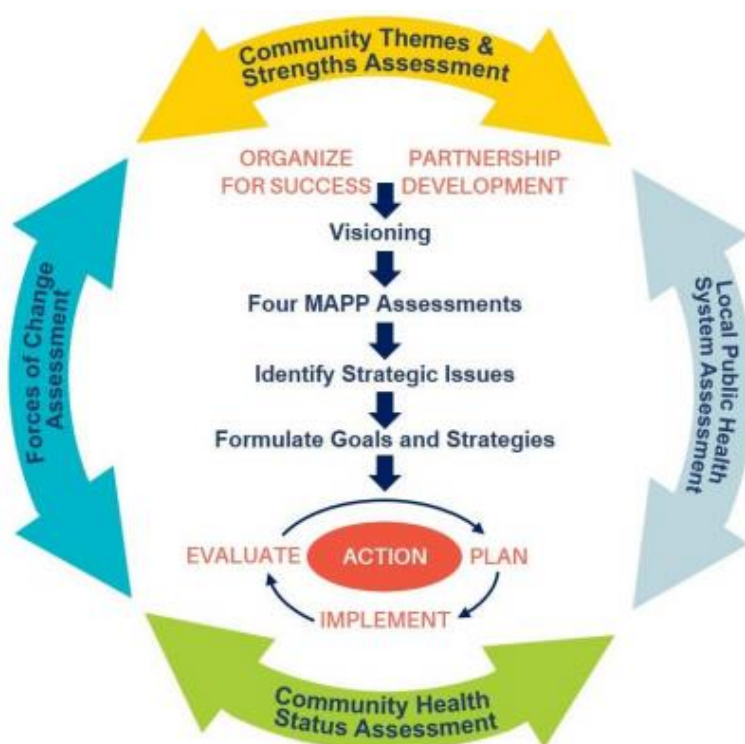 Community Themes &
Strengths Assessment
ORGANIZE
FOR SUCCESS
PARTNERSHIP
DEVELOPMENT
Visioning
Four MAPP Assessments
Identify Strategic Issues
Formulate Goals and Strategies
EVALUATE
ACTION
PLAN
IMPLEMENT
Forces of Change
Assessment
Local Public Health
System Assessment
Community Health
Status Assessment